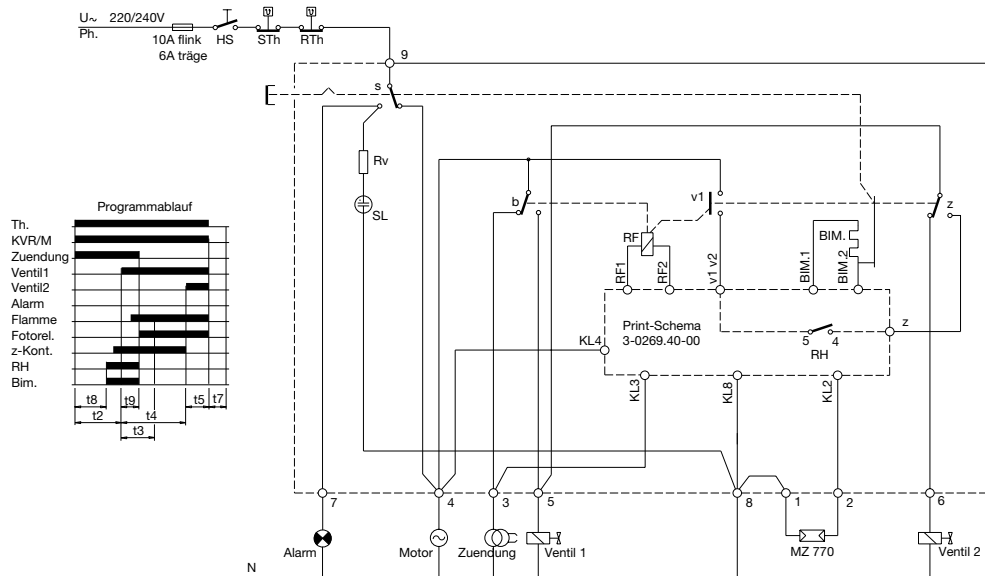 U~ 220/240V
Ph.
10A flink
6A träge
HS
STh
RTh
9
s
Rv
SL
b
RF
v1
z
BIM.
RF1
RF2
v1 v2
BIM.1
BIM.2
Print-Schema
3-0269.40-00
5 4
RH
z
KL4
KL3
KL8
KL2
Programmablauf
Th.
KVR/M
Zuendung
Ventil1
Ventil2
Alarm
Flamme
Fotorel.
z-Kont.
RH
Bim.
t8 t9 t5 t7
t2 t4
t3
7 4 3 5 8 1 2 6
Alarm Motor Zuendung Ventil 1 MZ 770 Ventil 2
N